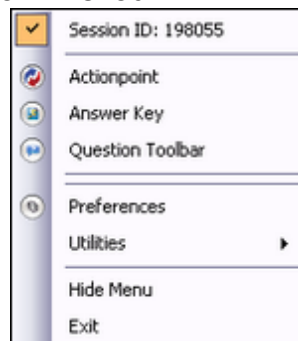 Session ID: 198055
Actionpoint
Answer Key
Question Toolbar
Preferences
Utilities
Hide Menu
Exit